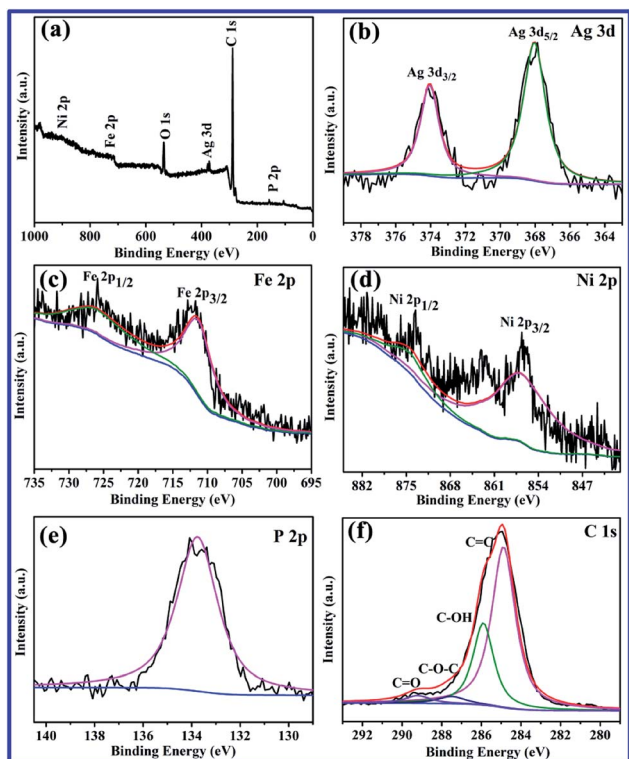 (a)
C 1s
Ni 2p
Fe 2p
O 1s
Ag 3d
P 2p
Intensity (a.u.)
1000 800 600 400 200 0
Binding Energy (eV)
(b)
Ag 3d
Ag 3d5/2
Ag 3d3/2
Intensity (a.u.)
378 376 374 372 370 368 366 364
Binding Energy (eV)
(c)
Fe 2p
Fe 2p1/2
Fe 2p3/2
Intensity (a.u.)
735 730 725 720 715 710 705 700 695
Binding Energy (eV)
(d)
Ni 2p
Ni 2p1/2
Ni 2p3/2
Intensity (a.u.)
882 875 868 861 854 847
Binding Energy (eV)
(e)
P 2p
Intensity (a.u.)
140 138 136 134 132 130
Binding Energy (eV)
(f)
C 1s
C=C
C-OH
C-O-C
C=O
Intensity (a.u.)
292 290 288 286 284 282 280
Binding Energy (eV)